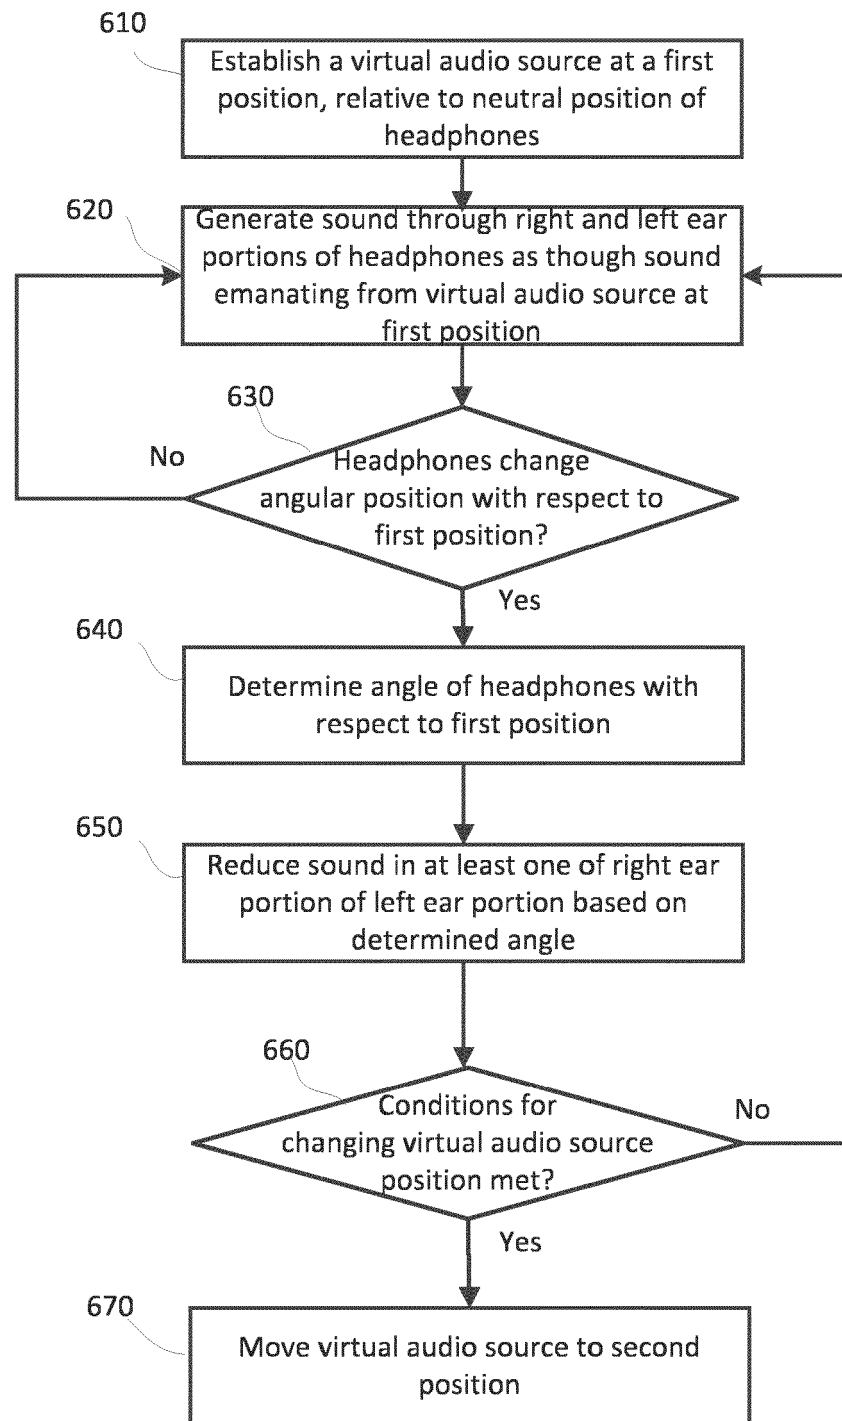 610
Establish a virtual audio source at a first
position, relative to neutral position of
headphones
620
Generate sound through right and left ear
portions of headphones as though sound
emanating from virtual audio source at
first position
630
No
Headphones change
angular position with respect to
first position?
Yes
640
Determine angle of headphones with
respect to first position
650
Reduce sound in at least one of right ear
portion of left ear portion based on
determined angle
660
Conditions for
changing virtual audio source
position met?
No
Yes
670
Move virtual audio source to second
position